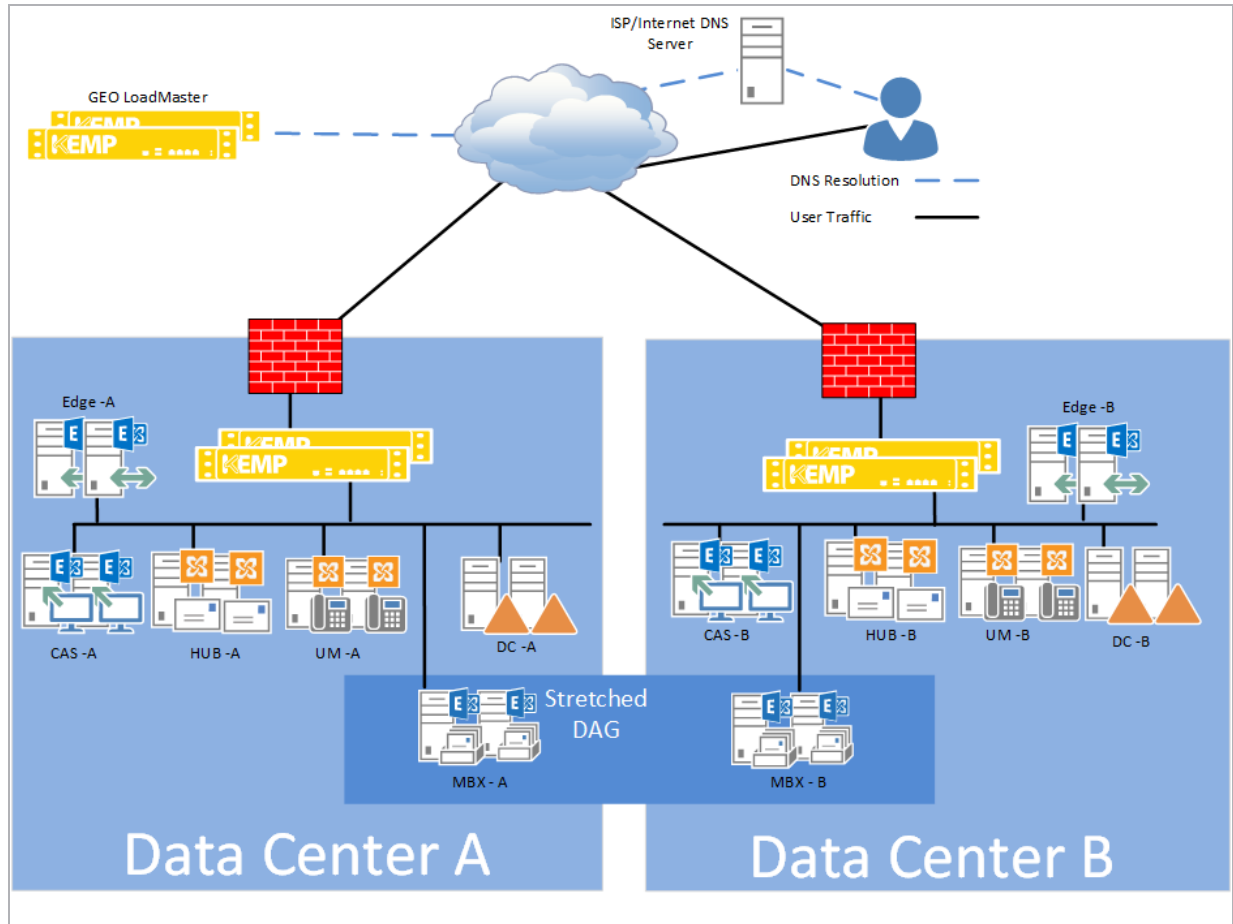 ISP/Internet DNS
Server
GEO LoadMaster
KEMP
KEMP
DNS Resolution
User Traffic
Edge -A
KEMP
KEMP
CAS -A
HUB -A
UM -A
DC -A
Edge -B
KEMP
KEMP
CAS -B
HUB -B
UM -B
DC -B
Stretched
DAG
MBX - A
MBX - B
Data Center A
Data Center B